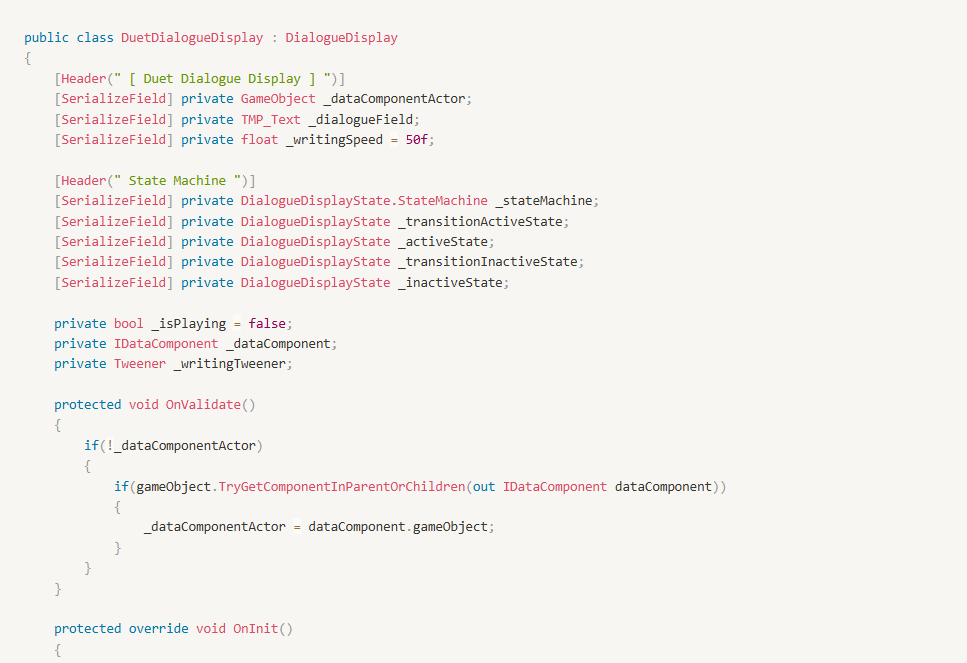 public class DuetDialogueDisplay : DialogueDisplay
{
    [Header(" [ Duet Dialogue Display ] ")]
    [SerializeField] private GameObject _dataComponentActor;
    [SerializeField] private TMP_Text _dialogueField;
    [SerializeField] private float _writingSpeed = 50f;

    [Header(" State Machine ")]
    [SerializeField] private DialogueDisplayState.StateMachine _stateMachine;
    [SerializeField] private DialogueDisplayState _transitionActiveState;
    [SerializeField] private DialogueDisplayState _activeState;
    [SerializeField] private DialogueDisplayState _transitionInactiveState;
    [SerializeField] private DialogueDisplayState _inactiveState;

    private bool _isPlaying = false;
    private IDataComponent _dataComponent;
    private Tweener _writingTweener;

    protected void OnValidate()
    {
        if(!_dataComponentActor)
        {
            if(gameObject.TryGetComponentInParentOrChildren(out IDataComponent dataComponent))
            {
                _dataComponentActor = dataComponent.gameObject;
            }
        }
    }

    protected override void OnInit()
    {